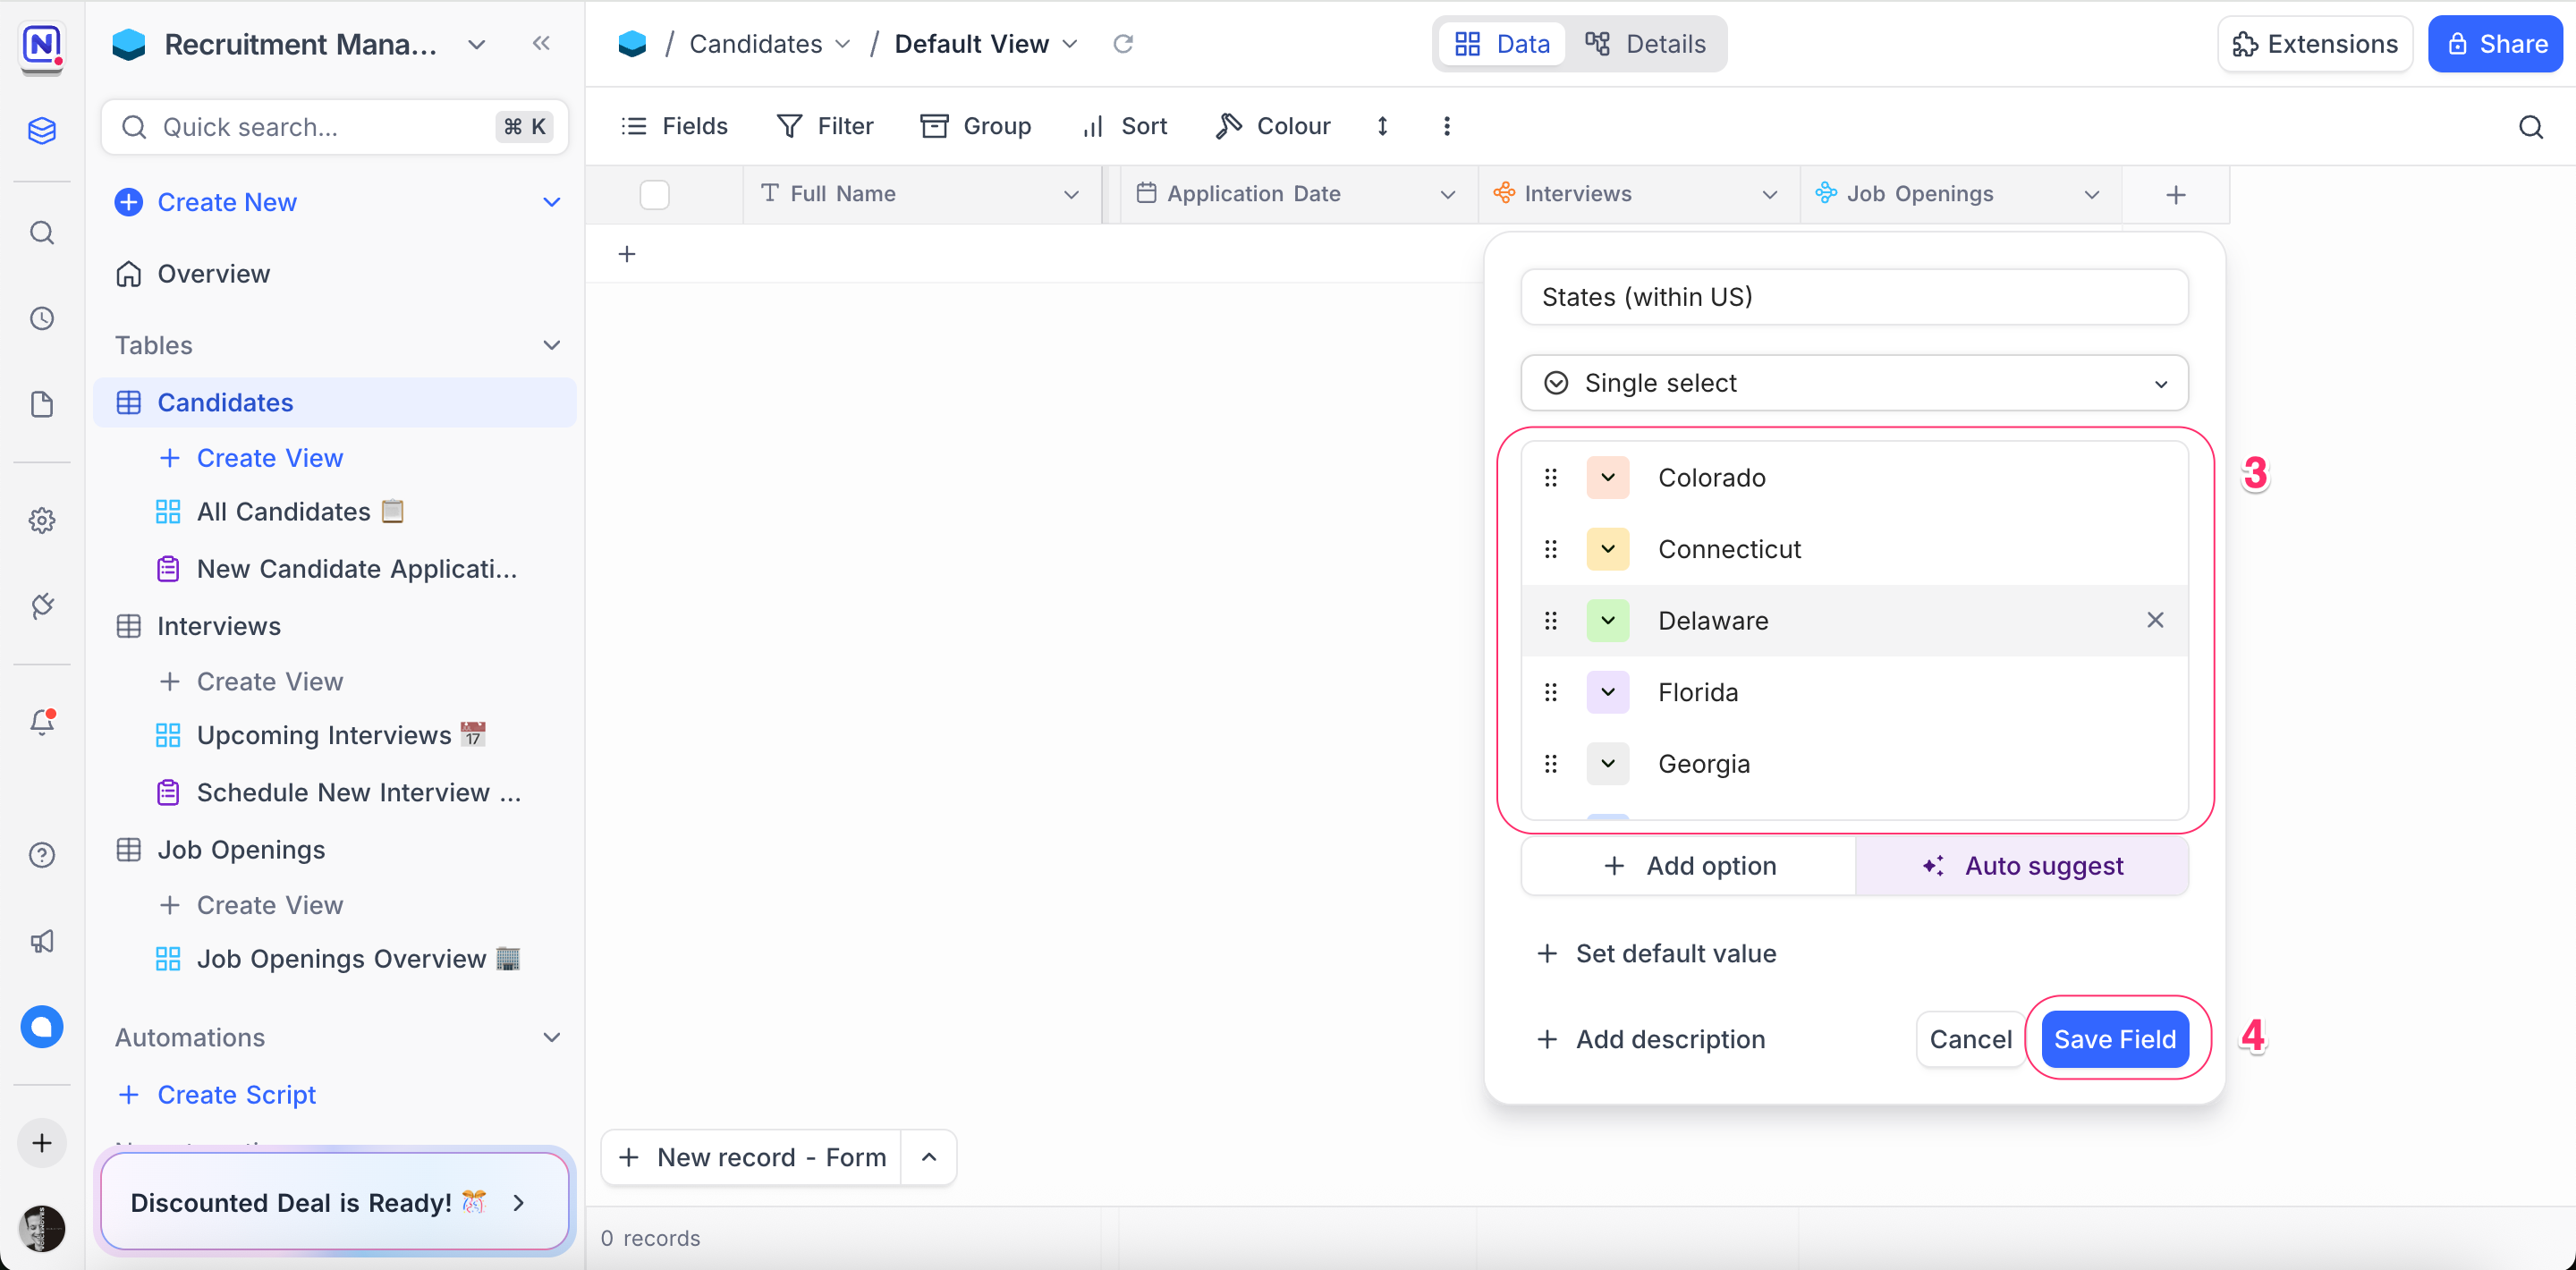 Recruitment Mana...
Quick search...
⌘ K
Create New
Overview
Tables
Candidates
Create View
All Candidates
New Candidate Applicati...
Interviews
Create View
Upcoming Interviews
17
Schedule New Interview ...
Job Openings
Create View
Job Openings Overview
Automations
Create Script
Discounted Deal is Ready!
/ Candidates / Default View
Data
Details
Extensions
Share
Fields
Filter
Group
Sort
Colour
Full Name
Application Date
Interviews
Job Openings
States (within US)
Single select
Colorado
3
Connecticut
Delaware
Florida
Georgia
Add option
Auto suggest
Set default value
Add description
Cancel
Save Field
4
New record - Form
0 records